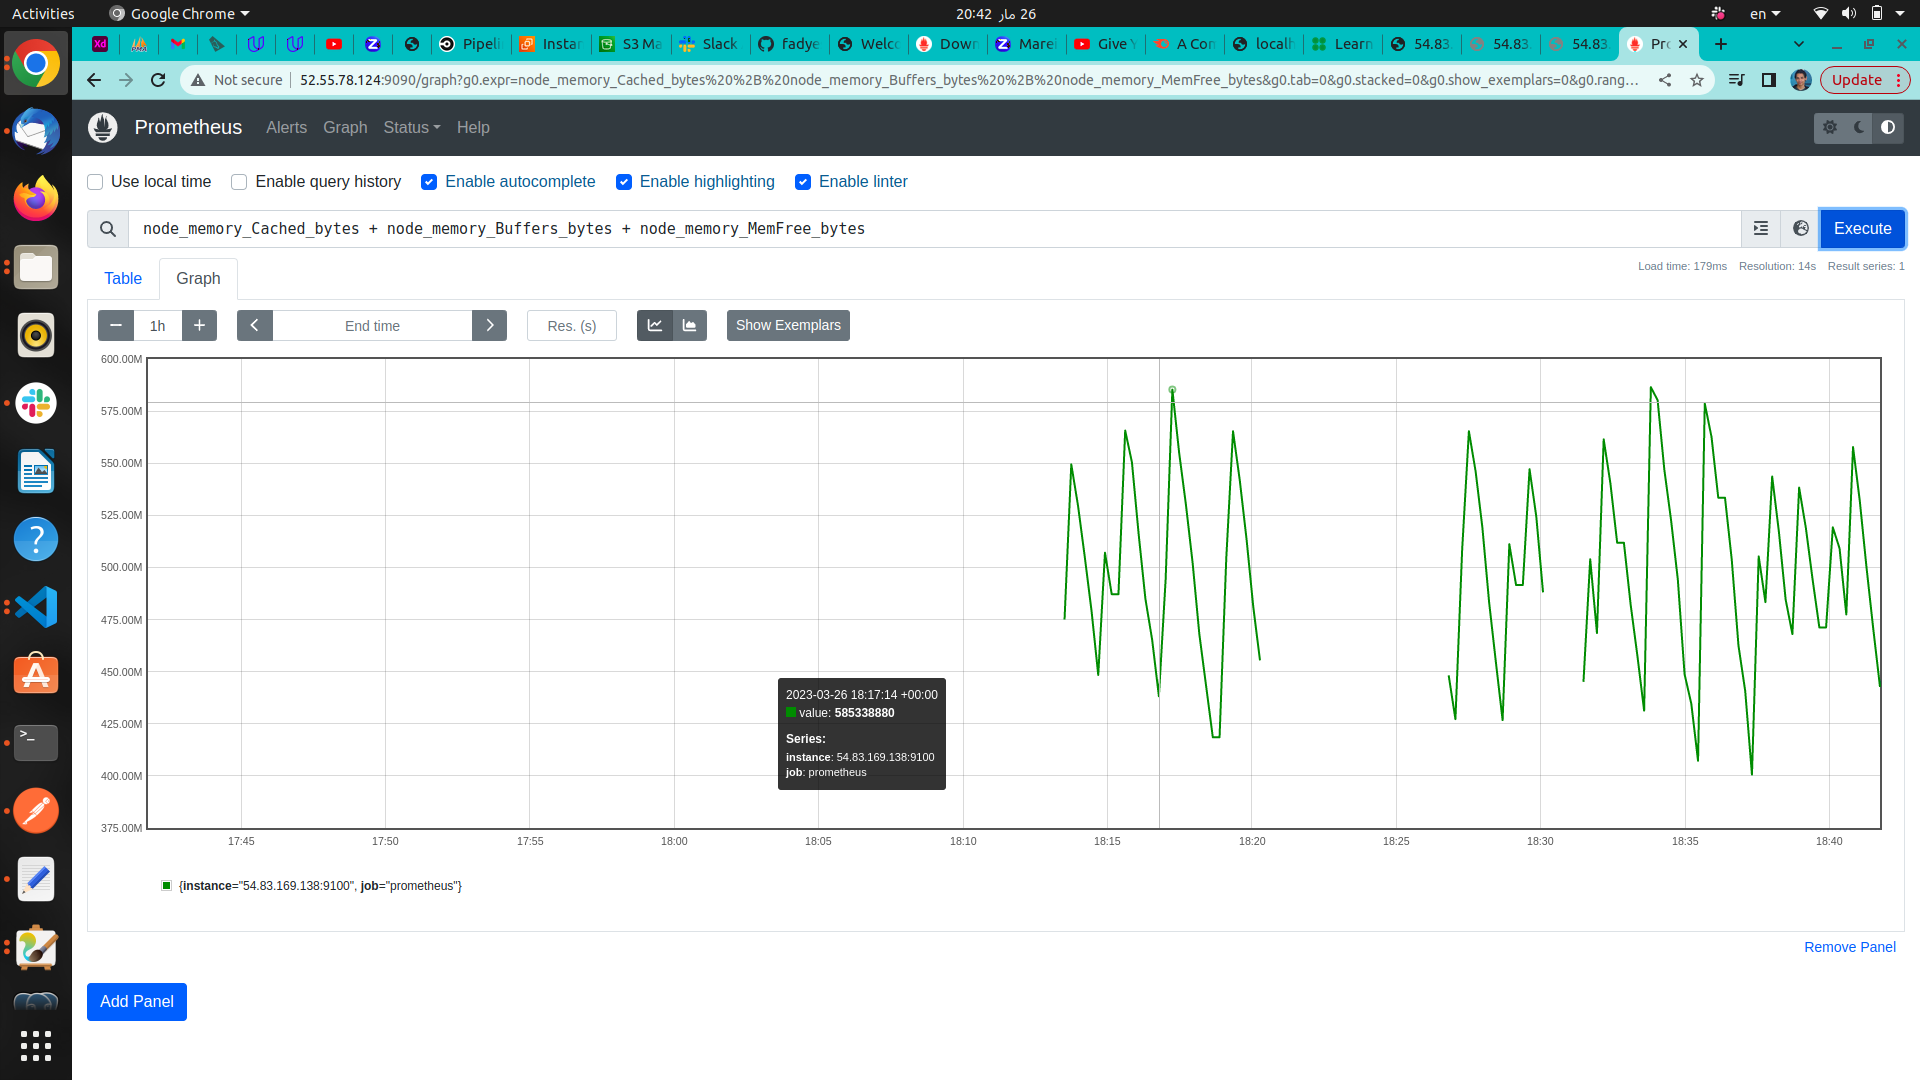 Activities Google Chrome 26 مار 20:42 en
Xd PMA Pipeli Instar S3 Ma Slack fadye Welco Down Marei Give Y A Con localh Learn 54.83. 54.83. 54.83. Pro
Not secure 52.55.78.124:9090/graph?g0.expr=node_memory_Cached_bytes%20%2B%20node_memory_Buffers_bytes%20%2B%20node_memory_MemFree_bytes&g0.tab=0&g0.stacked=0&g0.show_exemplars=0&g0.rang... Update
Prometheus Alerts Graph Status Help
Use local time Enable query history Enable autocomplete Enable highlighting Enable linter
node_memory_Cached_bytes + node_memory_Buffers_bytes + node_memory_MemFree_bytes Execute
Table Graph Load time: 179ms Resolution: 14s Result series: 1
1h End time Res. (s) Show Exemplars
600.00M
575.00M
550.00M
525.00M
500.00M
475.00M
450.00M
425.00M
400.00M
375.00M
2023-03-26 18:17:14 +00:00
value: 585338880
Series:
instance: 54.83.169.138:9100
job: prometheus
17:45 17:50 17:55 18:00 18:05 18:10 18:15 18:20 18:25 18:30 18:35 18:40
{instance="54.83.169.138:9100", job="prometheus"}
Remove Panel
Add Panel